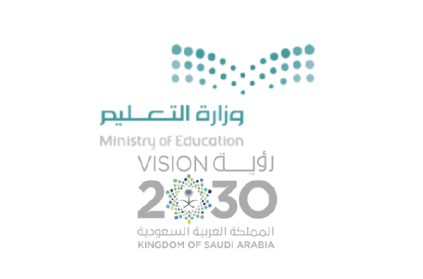 وزارة التعليم
Ministry of Education
VISION رؤية
2030
المملكة العربية السعودية
KINGDOM OF SAUDI ARABIA